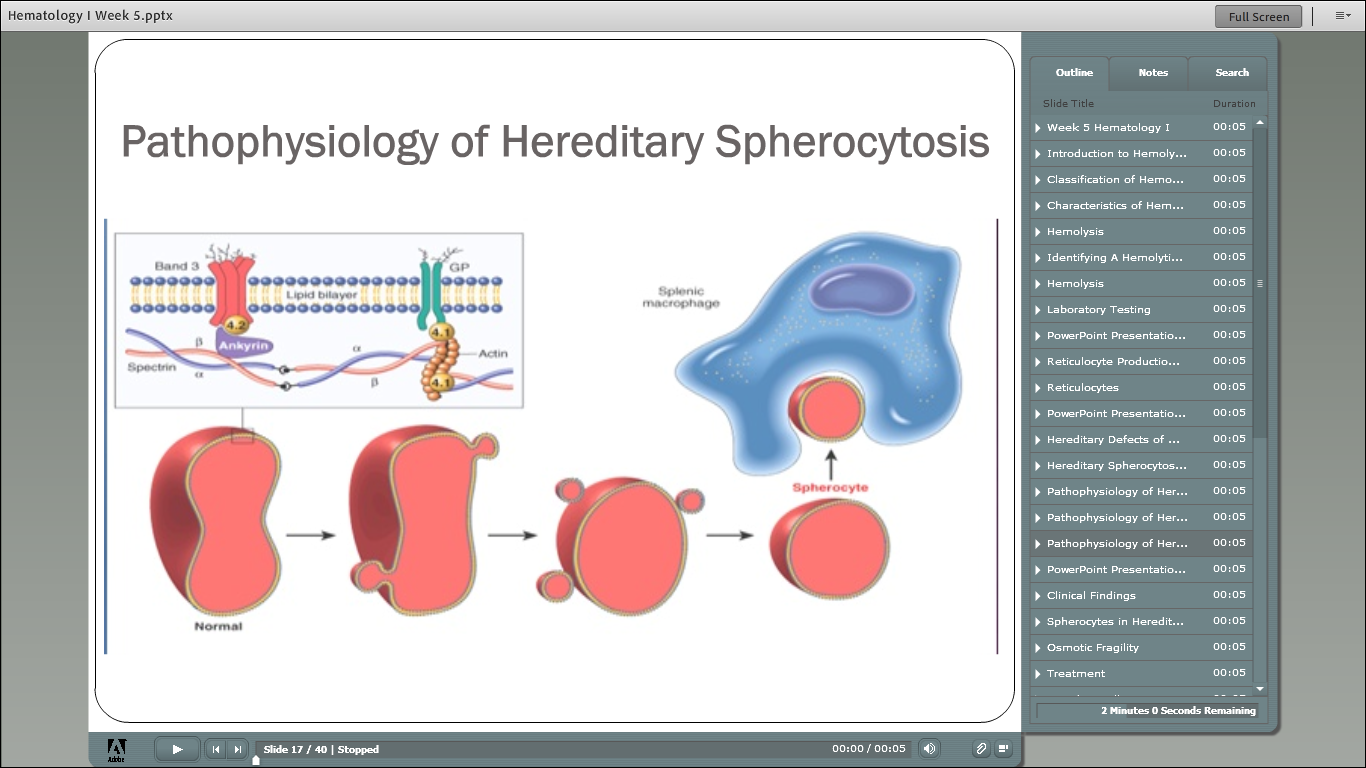 Hematology I Week 5.pptx
Full Screen
Pathophysiology of Hereditary Spherocytosis
Band 3
GP
Lipid bilayer
4.2
4.1
Ankyrin
β
α
Actin
Spectrin
α
β
4.1
Splenic
macrophage
Spherocyte
Normal
Outline Notes Search
Slide Title Duration
Week 5 Hematology I 00:05
Introduction to Hemoly... 00:05
Classification of Hemo... 00:05
Characteristics of Hem... 00:05
Hemolysis 00:05
Identifying A Hemolyti... 00:05
Hemolysis 00:05
Laboratory Testing 00:05
PowerPoint Presentatio... 00:05
Reticulocyte Productio... 00:05
Reticulocytes 00:05
PowerPoint Presentatio... 00:05
Hereditary Defects of ... 00:05
Hereditary Spherocytos... 00:05
Pathophysiology of Her... 00:05
Pathophysiology of Her... 00:05
Pathophysiology of Her... 00:05
PowerPoint Presentatio... 00:05
Clinical Findings 00:05
Spherocytes in Heredit... 00:05
Osmotic Fragility 00:05
Treatment 00:05
2 Minutes 0 Seconds Remaining
Adobe
Slide 17 / 40 | Stopped
00:00 / 00:05